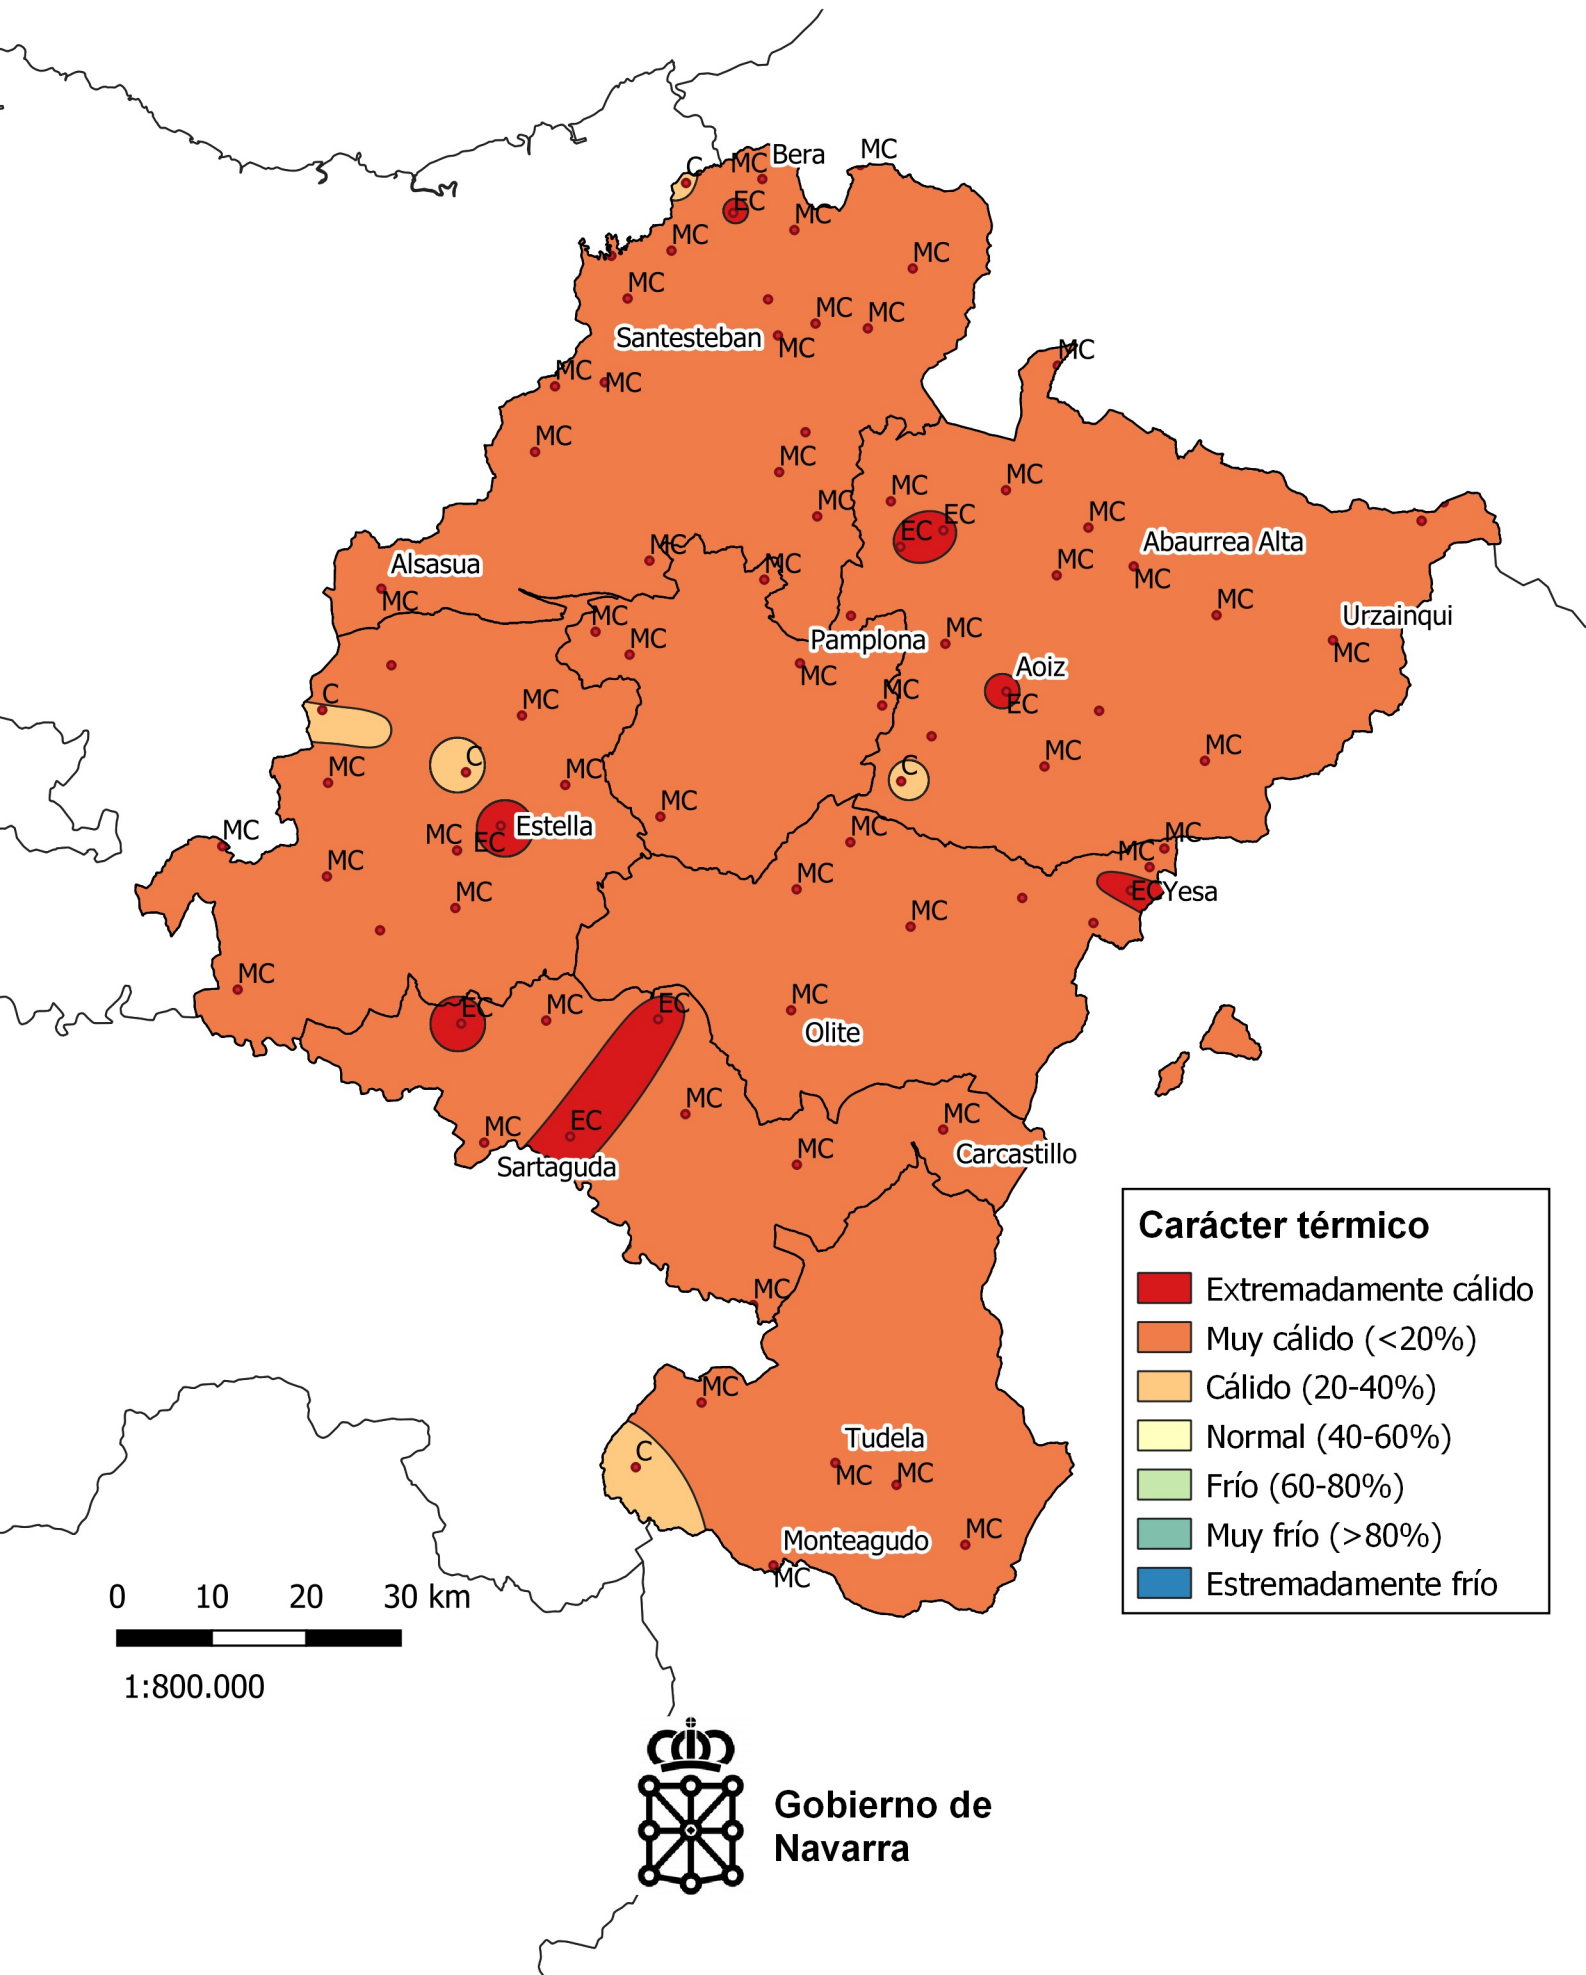 MC
C
MC
Bera
EC
MC
MC
MC
MC
MC
MC
Santesteban
MC
MC
MC
MC
MC
MC
MC
MC
MC
MC
EC
EC
MC
Abaurrea Alta
MC
Alsasua
MC
MC
MC
MC
MC
MC
Urzainqui
MC
MC
Pamplona
MC
MC
MC
Aoiz
EC
C
MC
MC
C
MC
MC
MC
C
MC
MC
MC
MC
EC
Estella
MC
MC
MC
MC
MC
MC
EC
Yesa
MC
MC
EC
MC
EC
MC
Olite
MC
MC
EC
MC
MC
Carcastillo
Sartaguda
MC
MC
C
Tudela
MC
MC
MC
Monteagudo
MC
Carácter térmico
Extremadamente cálido
Muy cálido (<20%)
Cálido (20-40%)
Normal (40-60%)
Frío (60-80%)
Muy frío (>80%)
Estremadamente frío
0 10 20 30 km
1:800.000
Gobierno de
Navarra